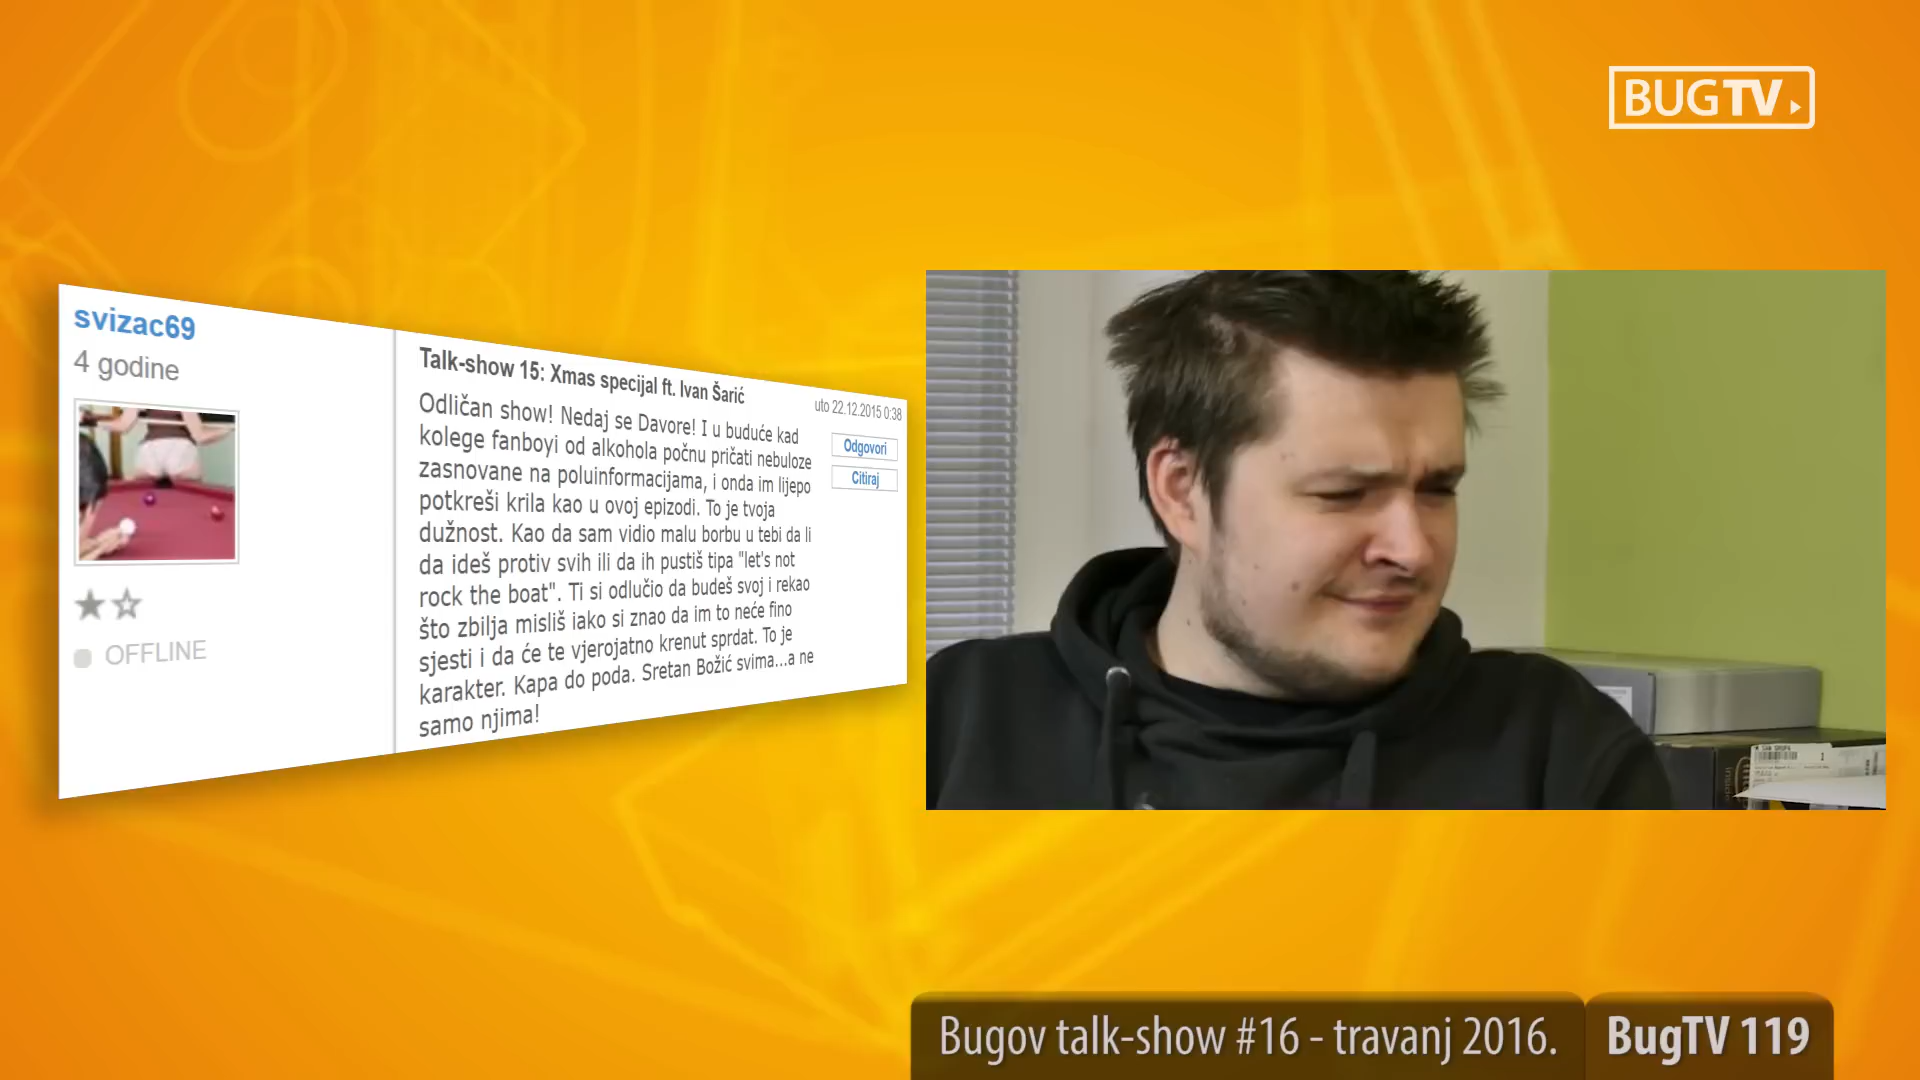 BUGTV
svizac69
4 godine
OFFLINE
Talk-show 15: Xmas specijal ft. Ivan Šarić
uto 22.12.2015 0:38
Odgovori
Citiraj
Odličan show! Nedaj se Davore! I u buduće kad
kolege fanboyi od alkohola počnu pričati nebuloze
zasnovane na poluinformacijama, i onda im lijepo
potkreši krila kao u ovoj epizodi. To je tvoja
dužnost. Kao da sam vidio malu borbu u tebi da li
da ideš protiv svih ili da ih pustiš tipa "let's not
rock the boat". Ti si odlučio da budeš svoj i rekao
što zbilja misliš iako si znao da im to neće fino
sjesti i da će te vjerojatno krenut sprdat. To je
karakter. Kapa do poda. Sretan Božić svima...a ne
samo njima!
Bugov talk-show #16 - travanj 2016.
BugTV 119